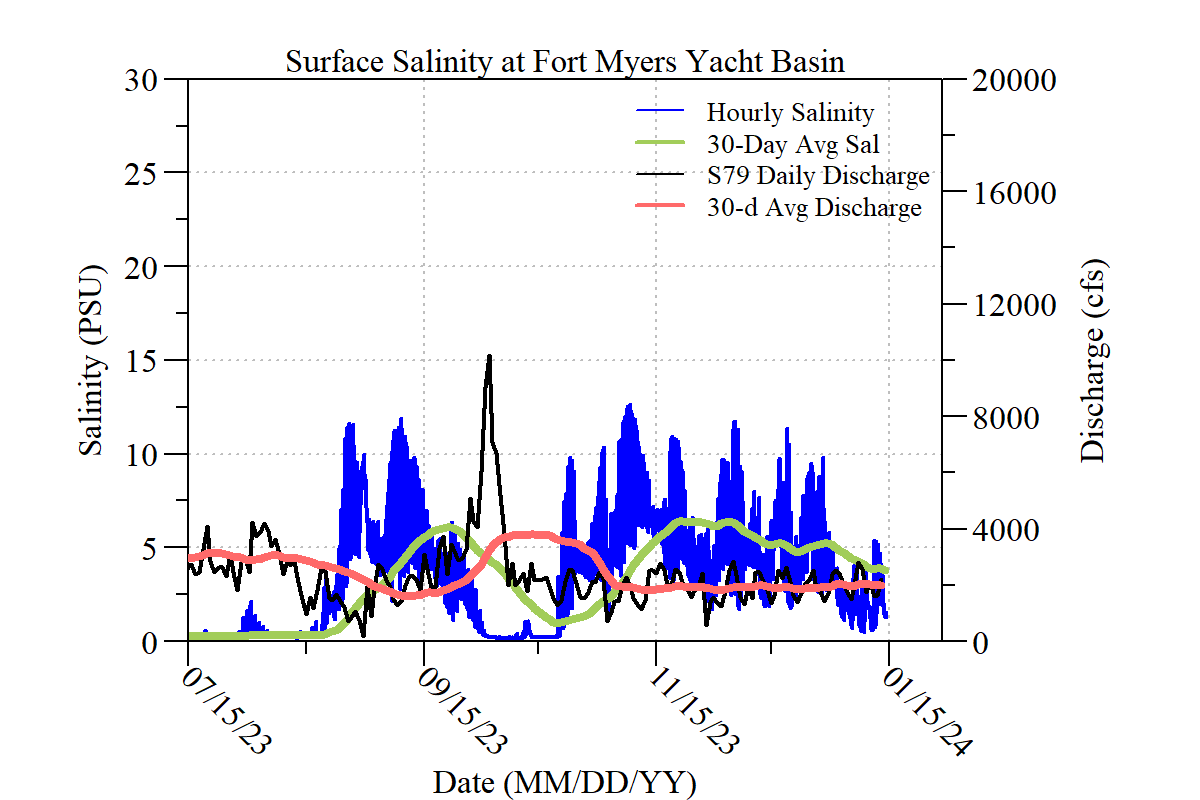 Surface Salinity at Fort Myers Yacht Basin
30
25
20
15
10
5
0
Salinity (PSU)
Hourly Salinity
30-Day Avg Sal
S79 Daily Discharge
30-d Avg Discharge
20000
16000
12000
8000
4000
0
Discharge (cfs)
07/15/23
09/15/23
11/15/23
01/15/24
Date (MM/DD/YY)